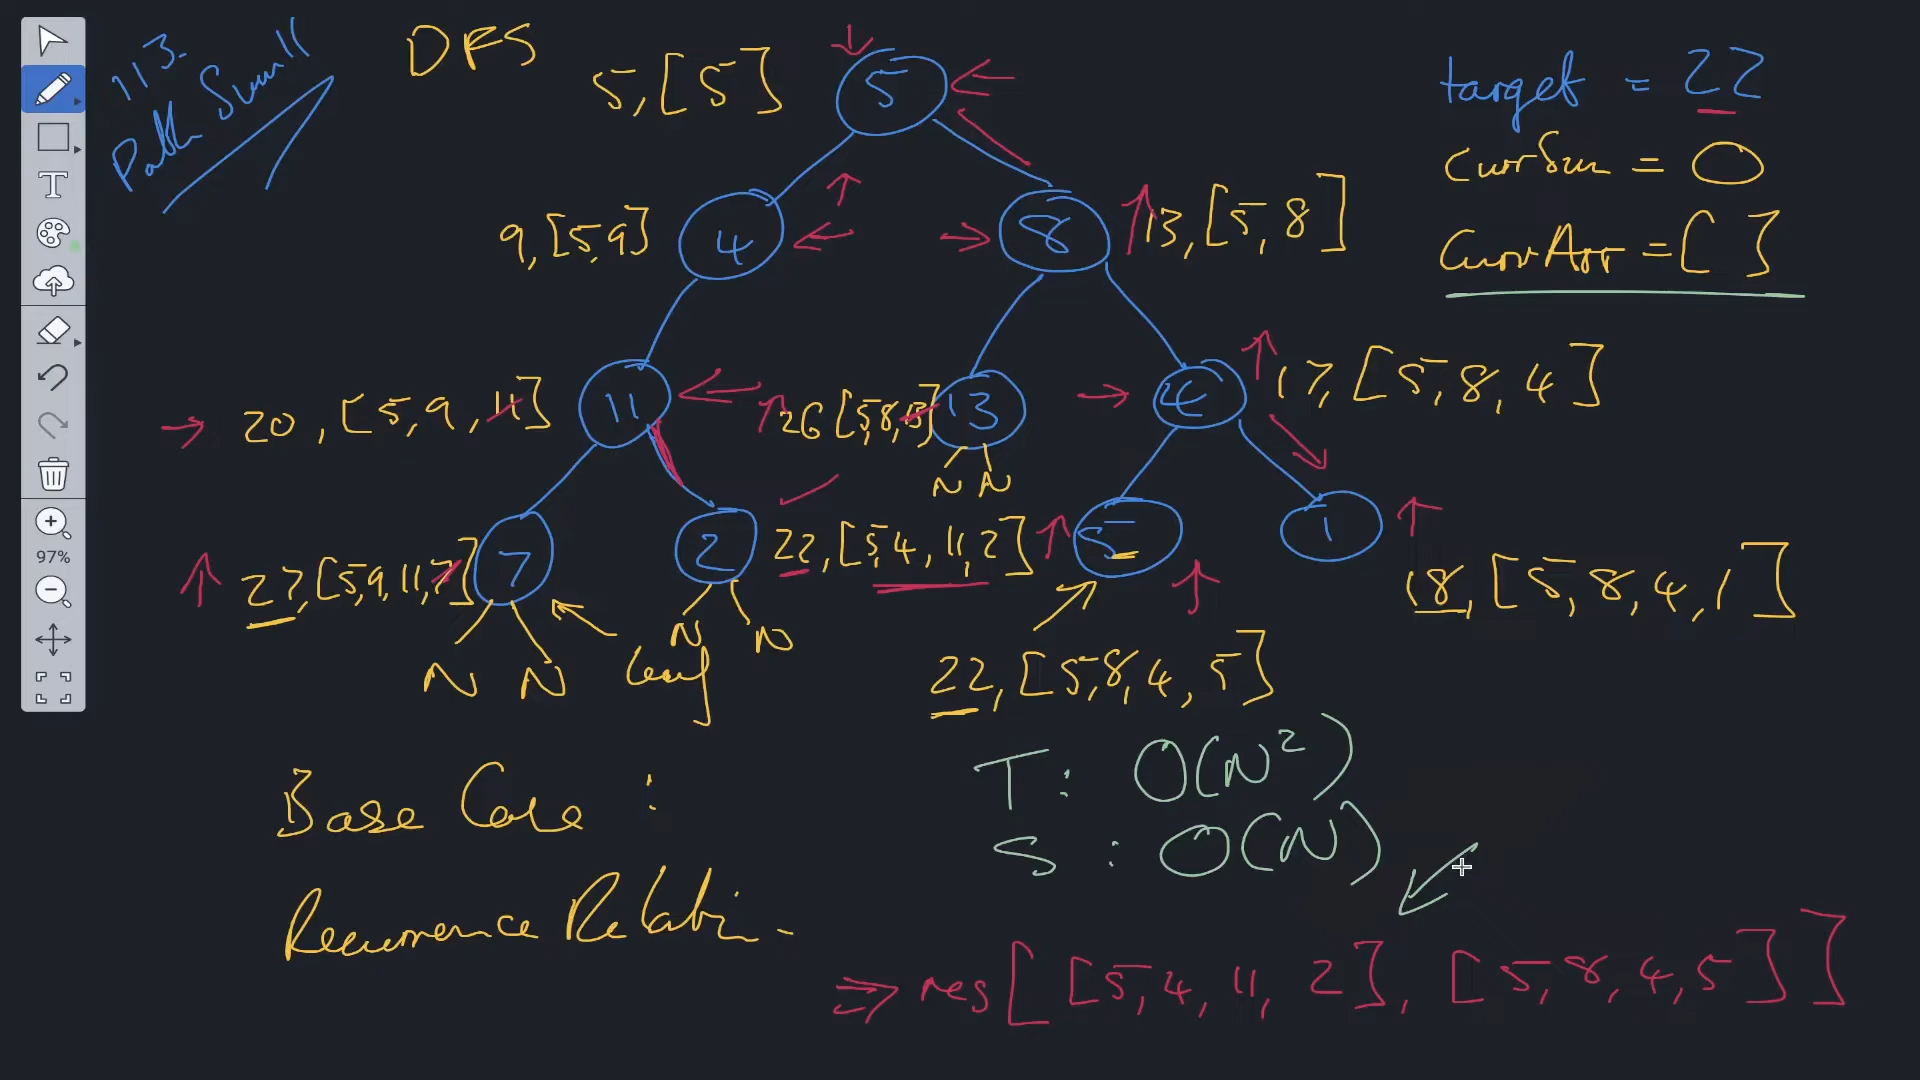 113.
Path Sum II
DFS
5,[5]
5
target = 22
currSum = 0
CurrArr = [ ]
9,[5,9]
4
8
13,[5,8]
20,[5,9,11]
11
26[5,8,13]
13
4
17,[5,8,4]
N N
27,[5,9,11,7]
7
2
22,[5,4,11,2]
5
1
18,[5,8,4,1]
N N
leaf
N N
22,[5,8,4,5]
T: O(N²)
S: O(N)
Base Case:
Recurrence Relation.
⇒ res[[5,4,11,2],[5,8,4,5]]
T
97%